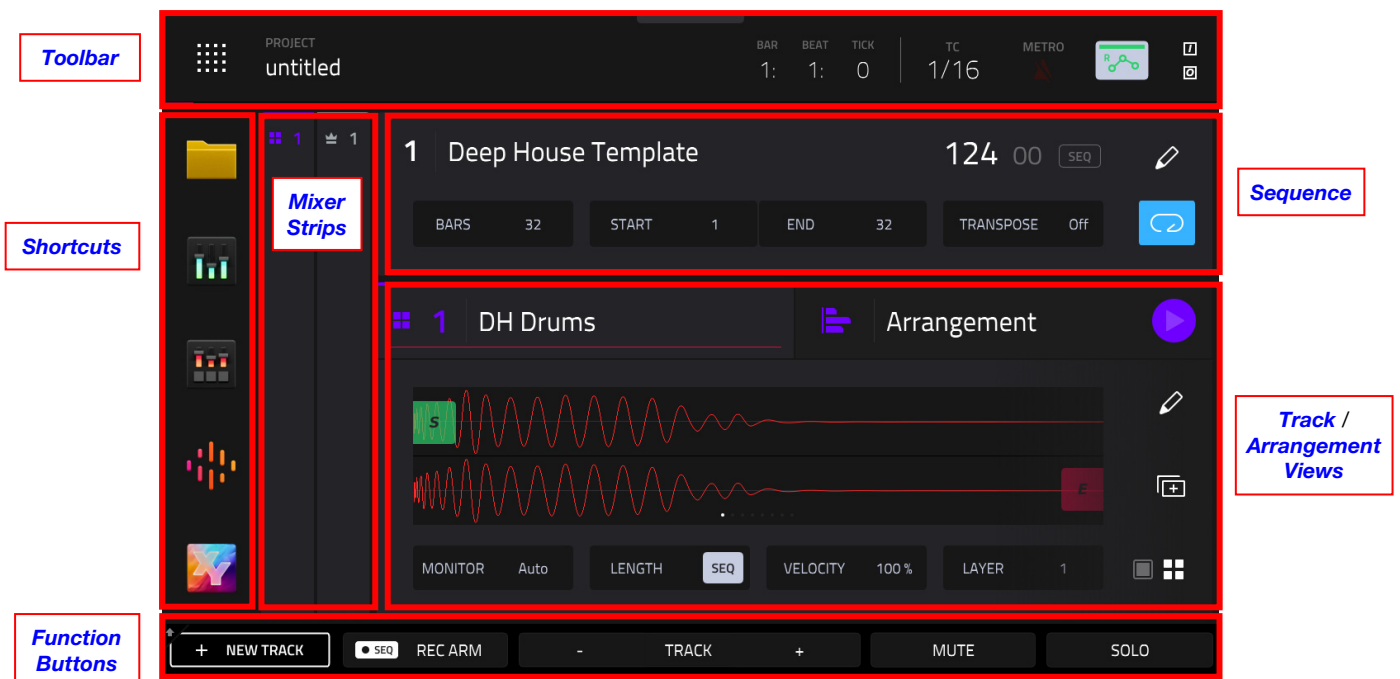 Toolbar
PROJECT
untitled
BAR BEAT TICK
1: 1: 0
TC
1/16
METRO
R
I
O
Shortcuts
1 1
Mixer
Strips
1 Deep House Template 124 00 SEQ
BARS 32 START 1 END 32 TRANSPOSE Off
Sequence
1 DH Drums Arrangement
S
E
MONITOR Auto LENGTH SEQ VELOCITY 100 % LAYER 1
XY
Track /
Arrangement
Views
Function
Buttons
+ NEW TRACK SEQ REC ARM - TRACK + MUTE SOLO